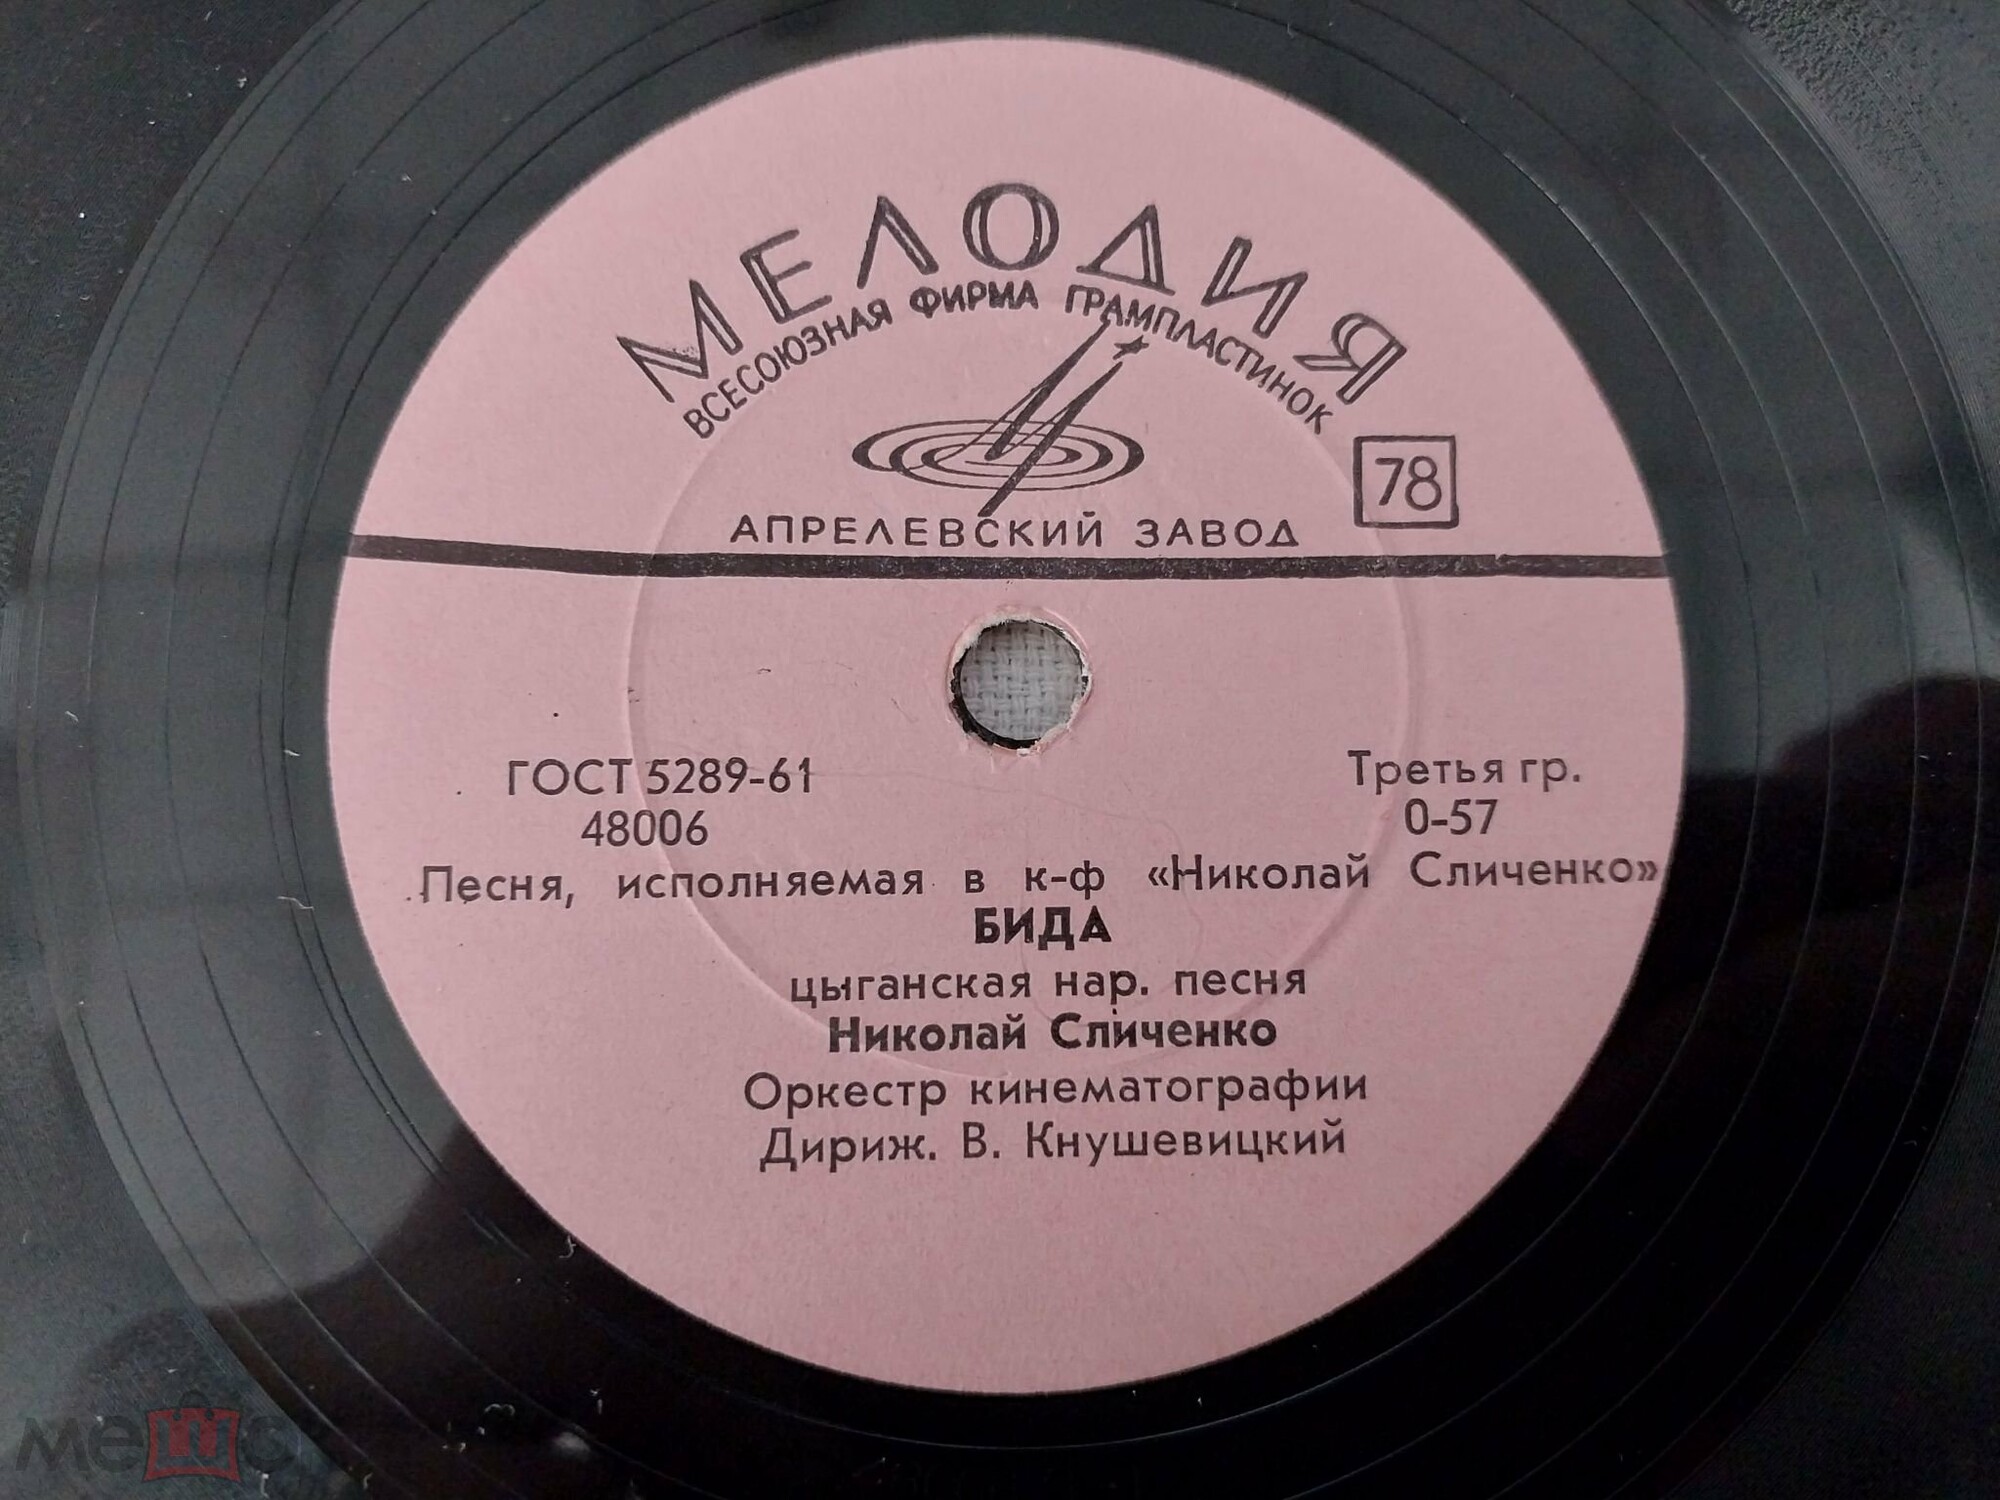 МЕЛОДИЯ
ВСЕСОЮЗНАЯ ФИРМА ГРАМПЛАСТИНОК
78
АПРЕЛЕВСКИЙ ЗАВОД
ГОСТ 5289-61
Третья гр.
48006
0-57
Песня, исполняемая в к-ф «Николай Сличенко»
БИДА
цыганская нар. песня
Николай Сличенко
Оркестр кинематографии
Дириж. В. Кнушевицкий
мешо